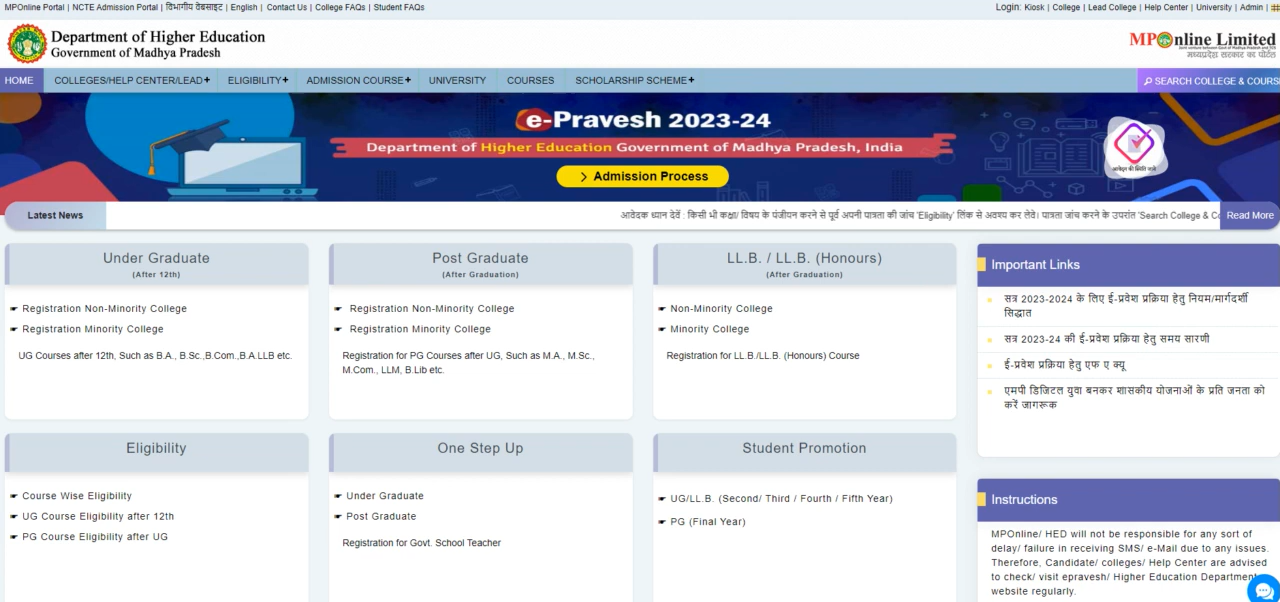 MPOnline Portal | NCTE Admission Portal | विभागीय वेबसाइट | English | Contact Us | College FAQs | Student FAQs
Login: Kiosk | College | Lead College | Help Center | University | Admin |
Department of Higher Education
Government of Madhya Pradesh
MPOnline Limited
मध्यप्रदेश सरकार का पोर्टल
HOME
COLLEGES/HELP CENTER/LEAD+
ELIGIBILITY+
ADMISSION COURSE+
UNIVERSITY
COURSES
SCHOLARSHIP SCHEME+
SEARCH COLLEGE & COURS
e-Pravesh 2023-24
Department of Higher Education Government of Madhya Pradesh, India
> Admission Process
आवेदन की स्थिति जाने
Latest News
आवेदक ध्यान देवें : किसी भी कक्षा/ विषय के पंजीयन करने से पूर्व अपनी पात्रता की जांच 'Eligibility' लिंक से अवश्य कर लेवे। पात्रता जांच करने के उपरांत 'Search College & Co
Read More
Under Graduate
(After 12th)
Registration Non-Minority College
Registration Minority College
UG Courses after 12th, Such as B.A., B.Sc.,B.Com.,B.A LLB etc.
Post Graduate
(After Graduation)
Registration Non-Minority College
Registration Minority College
Registration for PG Courses after UG, Such as M.A., M.Sc.,
M.Com., LLM, B.Lib etc.
LL.B. / LL.B. (Honours)
(After Graduation)
Non-Minority College
Minority College
Registration for LL.B./LL.B. (Honours) Course
Important Links
सत्र 2023-2024 के लिए ई-प्रवेश प्रक्रिया हेतु नियम/मार्गदर्शी
सिद्धात
सत्र 2023-24 की ई-प्रवेश प्रक्रिया हेतु समय सारणी
ई-प्रवेश प्रक्रिया हेतु एफ ए क्यू
एमपी डिजिटल युवा बनकर शासकीय योजनाओं के प्रति जनता को
करें जागरूक
Eligibility
Course Wise Eligibility
UG Course Eligibility after 12th
PG Course Eligibility after UG
One Step Up
Under Graduate
Post Graduate
Registration for Govt. School Teacher
Student Promotion
UG/LL.B. (Second/ Third / Fourth / Fifth Year)
PG (Final Year)
Instructions
MPOnline/ HED will not be responsible for any sort of
delay/ failure in receiving SMS/ e-Mail due to any issues.
Therefore, Candidate/ colleges/ Help Center are advised
to check/ visit epravesh/ Higher Education Department
website regularly.